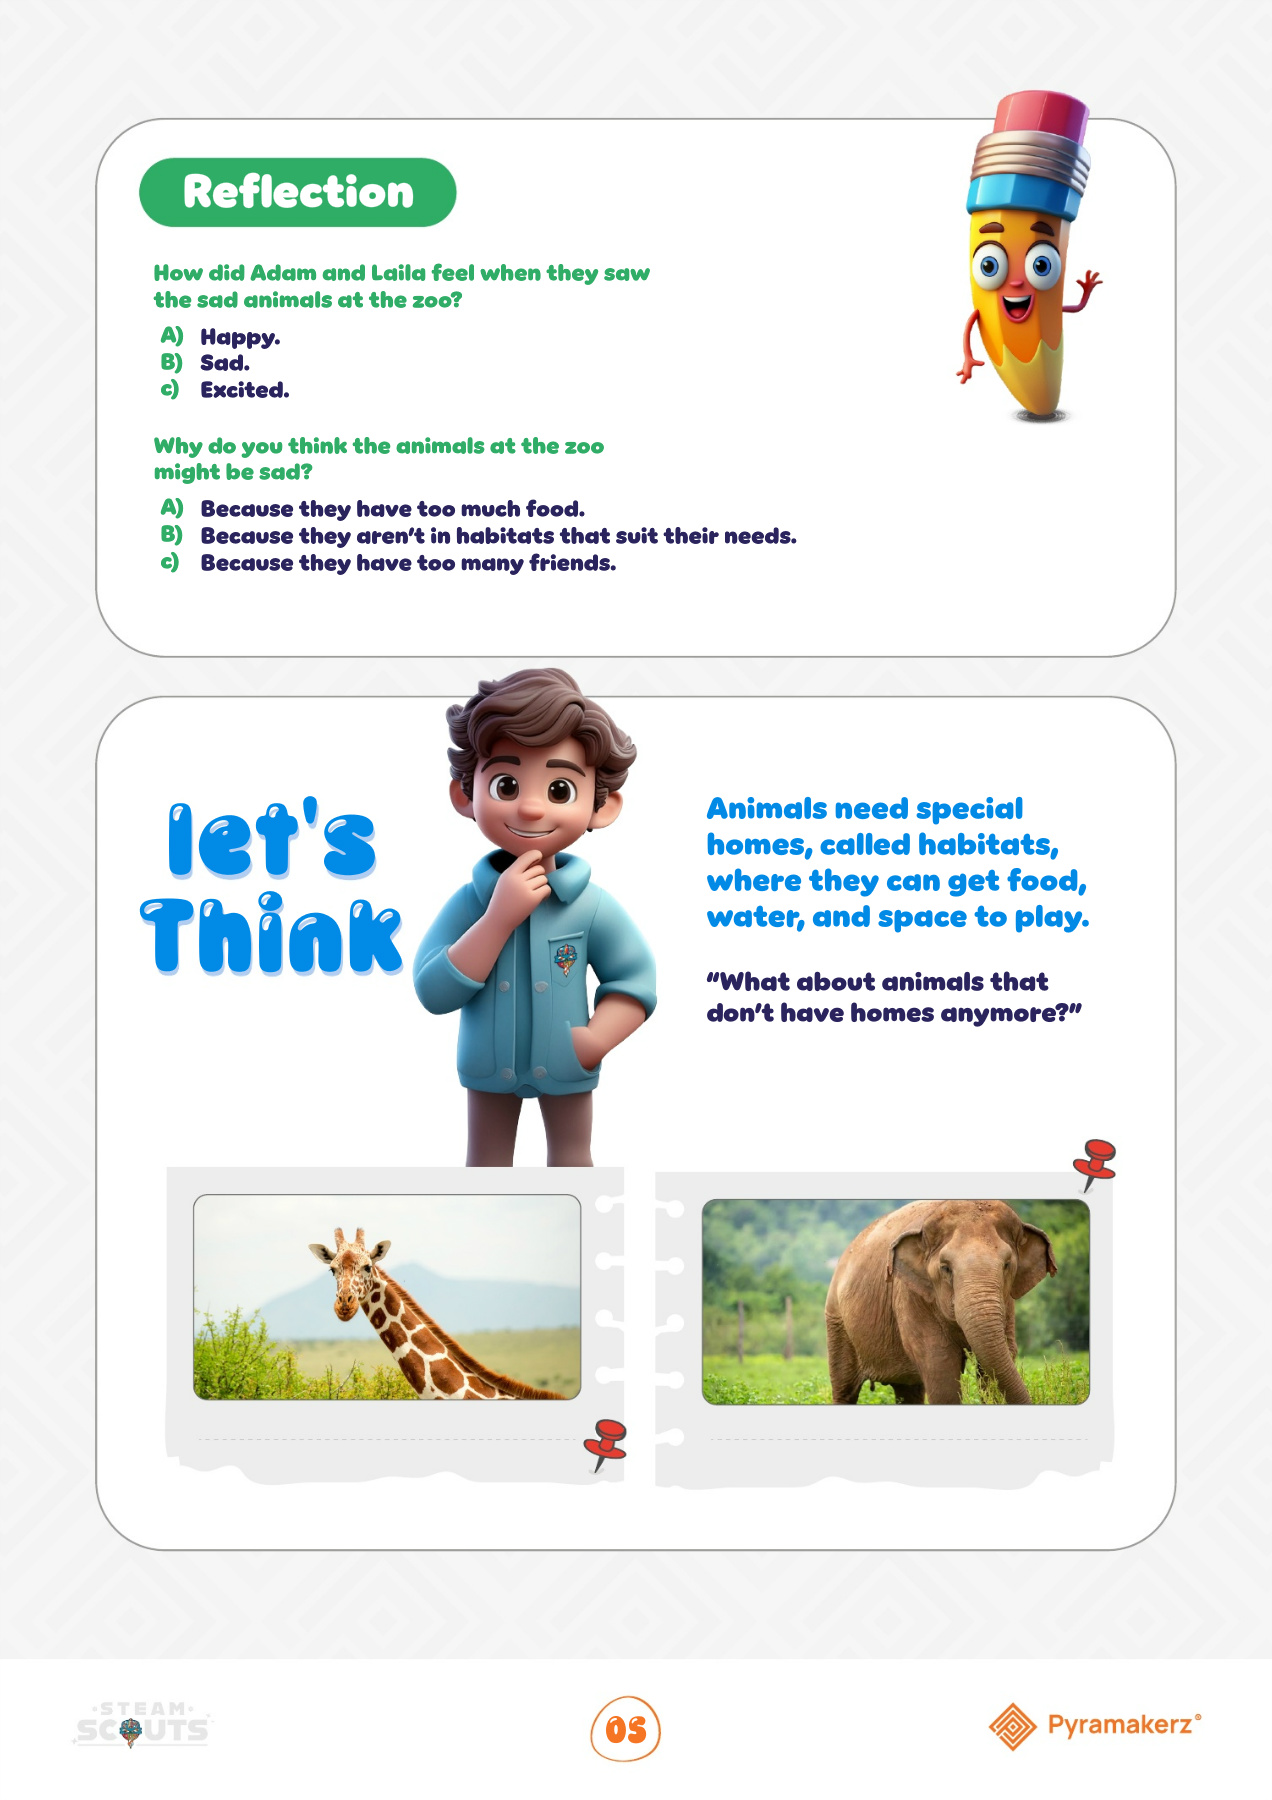 Reflection
How did Adam and Laila feel when they saw
the sad animals at the zoo?
A) Happy.
B) Sad.
c) Excited.
Why do you think the animals at the zoo
might be sad?
A) Because they have too much food.
B) Because they aren't in habitats that suit their needs.
c) Because they have too many friends.
let's
Think
Animals need special
homes, called habitats,
where they can get food,
water, and space to play.
"What about animals that
don't have homes anymore?"
STEAM
SCOUTS
05
Pyramakerz®